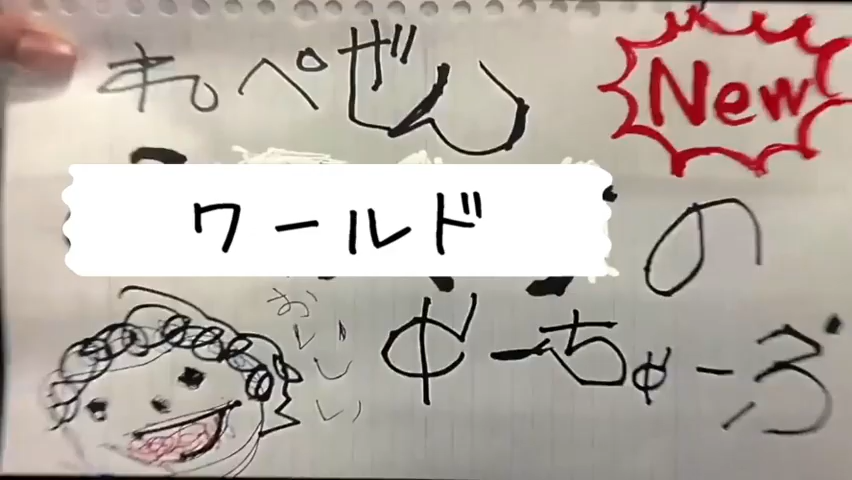 れぺぜん
New
ワールド
の
ゆーちゅーぶ
おいしい